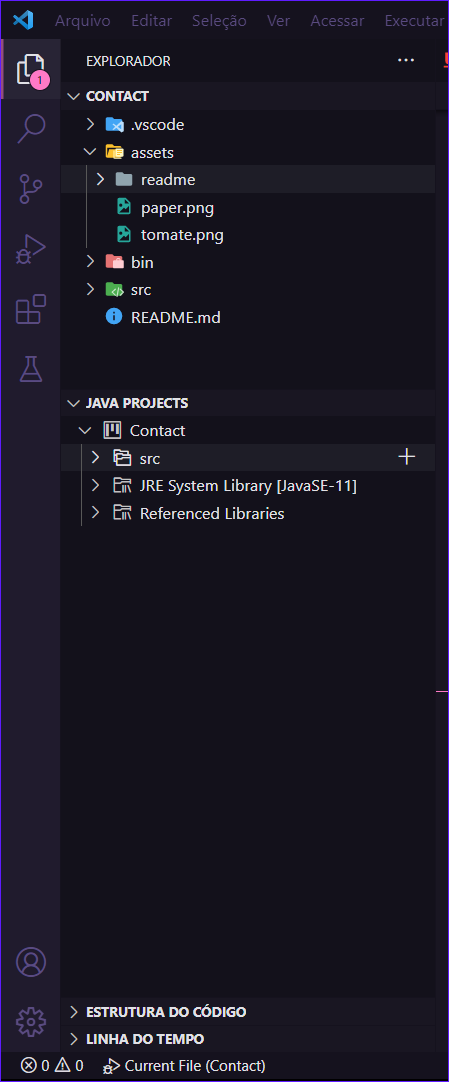 Arquivo Editar Seleção Ver Acessar Executar
EXPLORADOR
1
CONTACT
.vscode
assets
readme
paper.png
tomate.png
bin
src
README.md
JAVA PROJECTS
Contact
src
JRE System Library [JavaSE-11]
Referenced Libraries
ESTRUTURA DO CÓDIGO
LINHA DO TEMPO
0 0 Current File (Contact)